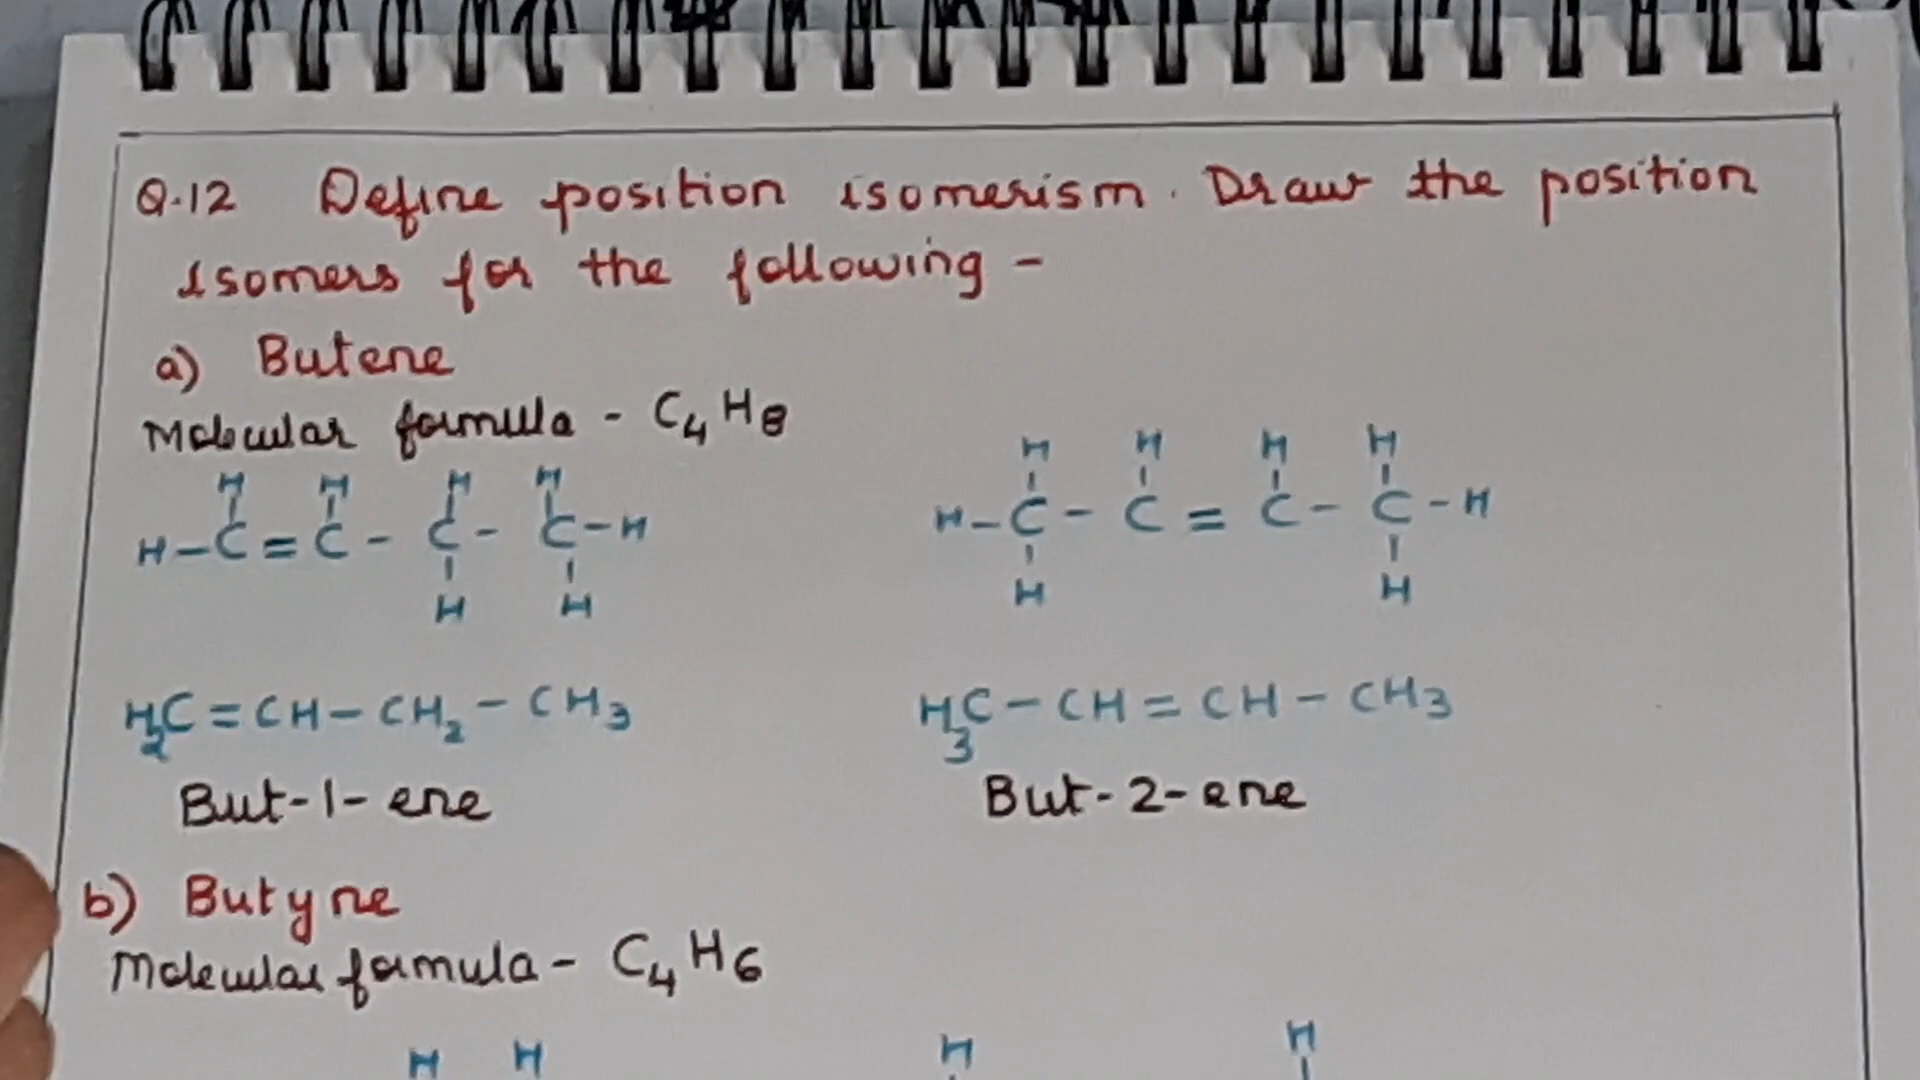 Q.12 Define position isomerism. Draw the position
isomers for the following -
a) Butene
Molecular formula - C₄H₈
H H H H
H-C=C-C-C-H
H H
H H H H
H-C-C=C-C-H
H H
H₂C=CH-CH₂-CH₃
H₃C-CH=CH-CH₃
But-1-ene
But-2-ene
b) Butyne
Molecular formula - C₄H₆
H H
H H